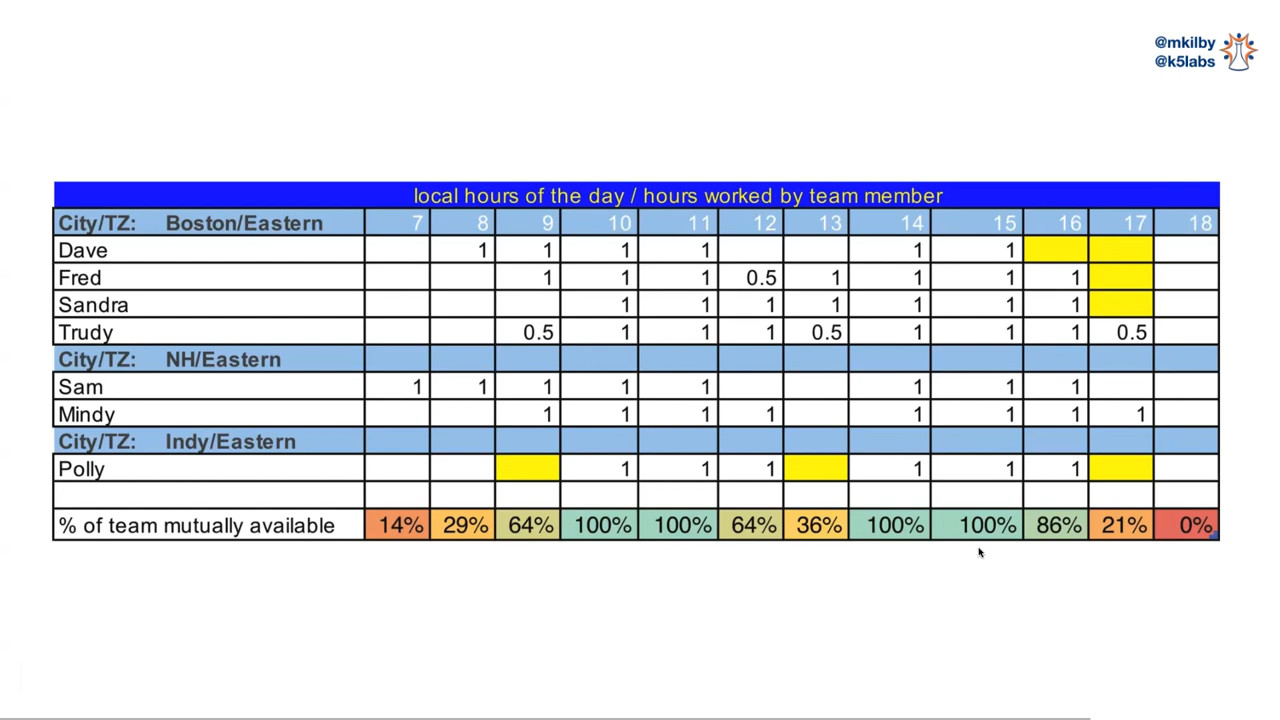 @mkilby
@k5labs
local hours of the day / hours worked by team member
City/TZ: Boston/Eastern 7 8 9 10 11 12 13 14 15 16 17 18
Dave 1 1 1 1 1 1
Fred 1 1 1 0.5 1 1 1 1
Sandra 1 1 1 1 1 1 1
Trudy 0.5 1 1 1 0.5 1 1 1 0.5
City/TZ: NH/Eastern
Sam 1 1 1 1 1 1 1 1
Mindy 1 1 1 1 1 1 1 1
City/TZ: Indy/Eastern
Polly 1 1 1 1 1 1
% of team mutually available 14% 29% 64% 100% 100% 64% 36% 100% 100% 86% 21% 0%